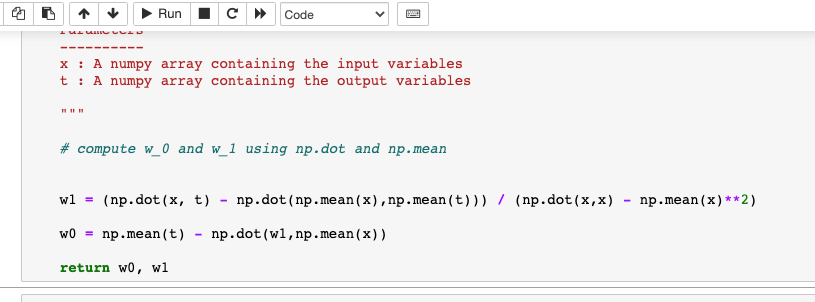 Run Code
Parameters
----------
x : A numpy array containing the input variables
t : A numpy array containing the output variables
"""
# compute w_0 and w_1 using np.dot and np.mean
w1 = (np.dot(x, t) - np.dot(np.mean(x),np.mean(t))) / (np.dot(x,x) - np.mean(x)**2)
w0 = np.mean(t) - np.dot(w1,np.mean(x))
return w0, w1